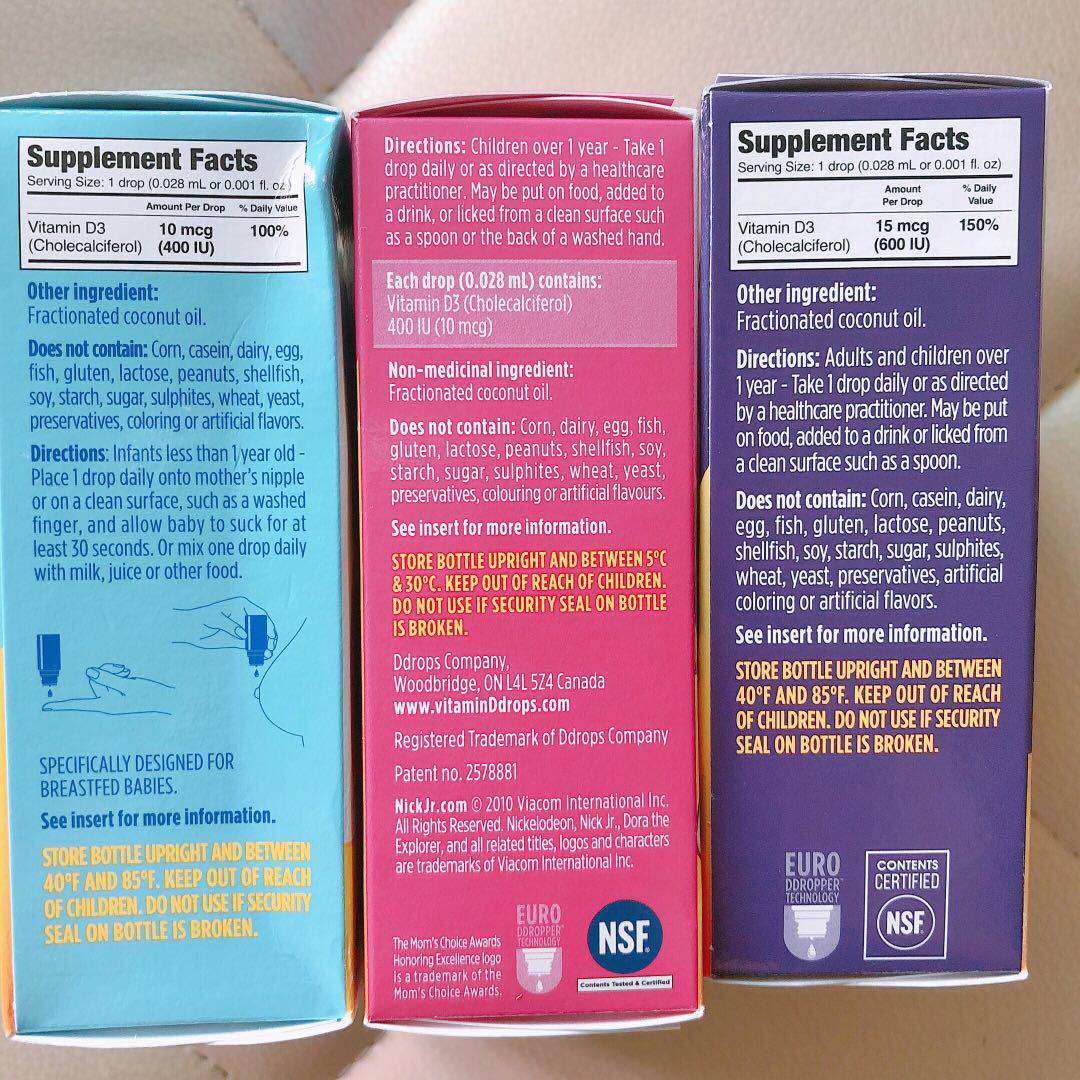 Supplement Facts
Serving Size: 1 drop (0.028 mL or 0.001 fl. oz.)
Amount Per Drop % Daily Value
Vitamin D3 10 mcg 100%
(Cholecalciferol) (400 IU)
Other ingredient:
Fractionated coconut oil.
Does not contain: Corn, casein, dairy, egg,
fish, gluten, lactose, peanuts, shellfish,
soy, starch, sugar, sulphites, wheat, yeast,
preservatives, coloring or artificial flavors.
Directions: Infants less than 1 year old -
Place 1 drop daily onto mother's nipple
or on a clean surface, such as a washed
finger, and allow baby to suck for at
least 30 seconds. Or mix one drop daily
with milk, juice or other food.
SPECIFICALLY DESIGNED FOR
BREASTFED BABIES.
See insert for more information.
STORE BOTTLE UPRIGHT AND BETWEEN
40°F AND 85°F. KEEP OUT OF REACH
OF CHILDREN. DO NOT USE IF SECURITY
SEAL ON BOTTLE IS BROKEN.
Directions: Children over 1 year - Take 1
drop daily or as directed by a healthcare
practitioner. May be put on food, added to
a drink, or licked from a clean surface such
as a spoon or the back of a washed hand.
Each drop (0.028 mL) contains:
Vitamin D3 (Cholecalciferol)
400 IU (10 mcg)
Non-medicinal ingredient:
Fractionated coconut oil.
Does not contain: Corn, dairy, egg, fish,
gluten, lactose, peanuts, shellfish, soy,
starch, sugar, sulphites, wheat, yeast,
preservatives, colouring or artificial flavours.
See insert for more information.
STORE BOTTLE UPRIGHT AND BETWEEN 5°C
& 30°C. KEEP OUT OF REACH OF CHILDREN.
DO NOT USE IF SECURITY SEAL ON BOTTLE
IS BROKEN.
Ddrops Company,
Woodbridge, ON L4L 5Z4 Canada
www.vitaminDdrops.com
Registered Trademark of Ddrops Company
Patent no. 2578881
NickJr.com © 2010 Viacom International Inc.
All Rights Reserved. Nickelodeon, Nick Jr., Dora the
Explorer, and all related titles, logos and characters
are trademarks of Viacom International Inc.
The Mom's Choice Awards
Honoring Excellence logo
is a trademark of the
Mom's Choice Awards.
EURO
DDROPPER™
TECHNOLOGY
NSF®
Contents Tested & Certified
Supplement Facts
Serving Size: 1 drop (0.028 mL or 0.001 fl. oz)
Amount % Daily
Per Drop Value
Vitamin D3 15 mcg 150%
(Cholecalciferol) (600 IU)
Other ingredient:
Fractionated coconut oil.
Directions: Adults and children over
1 year - Take 1 drop daily or as directed
by a healthcare practitioner. May be put
on food, added to a drink or licked from
a clean surface such as a spoon.
Does not contain: Corn, casein, dairy,
egg, fish, gluten, lactose, peanuts,
shellfish, soy, starch, sugar, sulphites,
wheat, yeast, preservatives, artificial
coloring or artificial flavors.
See insert for more information.
STORE BOTTLE UPRIGHT AND BETWEEN
40°F AND 85°F. KEEP OUT OF REACH
OF CHILDREN. DO NOT USE IF SECURITY
SEAL ON BOTTLE IS BROKEN.
EURO
DDROPPER™
TECHNOLOGY
CONTENTS
CERTIFIED
NSF